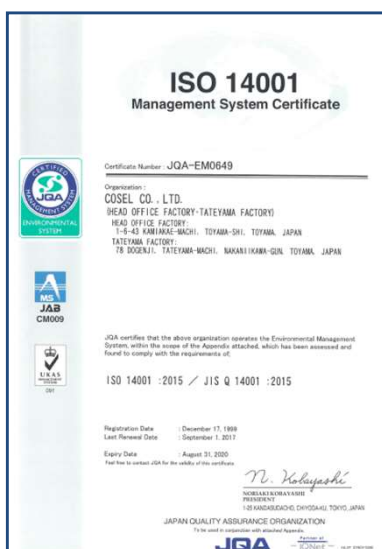 ISO 14001
Management System Certificate
CERTIFIED
MANAGEMENT SYSTEM
JQA
ENVIRONMENTAL
SYSTEM
Certificate Number : JQA-EM0649
Organization :
COSEL CO., LTD.
(HEAD OFFICE FACTORY·TATEYAMA FACTORY)
HEAD OFFICE FACTORY:
1-6-43 KAMIAKAE-MACHI, TOYAMA-SHI, TOYAMA, JAPAN
TATEYAMA FACTORY:
78 DOGENJI, TATEYAMA-MACHI, NAKANIIKAWA-GUN, TOYAMA, JAPAN
MS
JAB
CM009
UKAS
MANAGEMENT
SYSTEMS
JQA certifies that the above organization operates the Environmental Management
System, within the scope of the Appendix attached, which has been assessed and
found to comply with the requirements of:
ISO 14001 :2015 / JIS Q 14001 :2015
Registration Date : December 17, 1999
Last Renewal Date : September 1, 2017
Expiry Date : August 31, 2020
Feel free to contact JQA for the validity of this certificate
N. Kobayashi
NORIAKI KOBAYASHI
PRESIDENT
1-25 KANDASUDACHO, CHIYODA-KU, TOKYO, JAPAN
JAPAN QUALITY ASSURANCE ORGANIZATION
To be used in conjunction with attached Appendix.
JQA
Partner of
IQNet